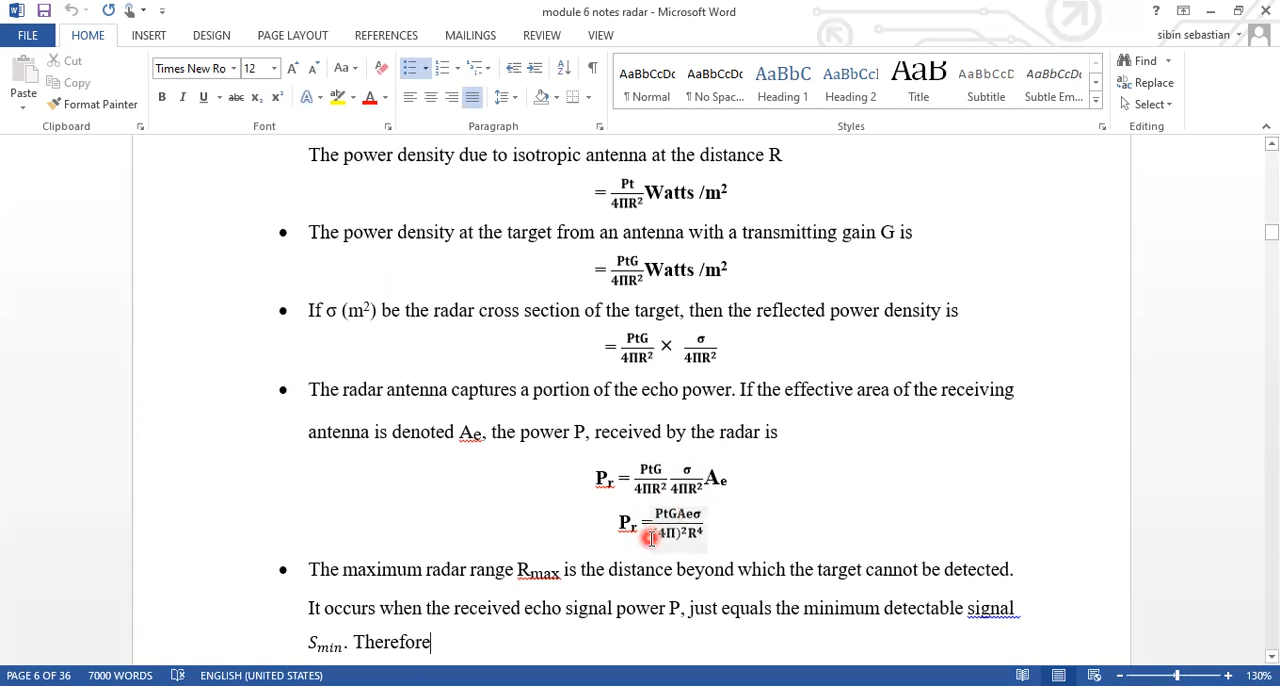 module 6 notes radar - Microsoft Word
FILE HOME INSERT DESIGN PAGE LAYOUT REFERENCES MAILINGS REVIEW VIEW sibin sebastian
Paste Cut Copy Format Painter
Times New Ro 12 Aa
B I U abc x₂ x² A A
AaBbCcDc AaBbCcDc AaBbC AaBbCcl AaB AaBbCcD AaBbCcDc
¶ Normal ¶ No Spac... Heading 1 Heading 2 Title Subtitle Subtle Em...
Find Replace Select
Clipboard Font Paragraph Styles Editing
The power density due to isotropic antenna at the distance R
= Pt/4ΠR² Watts /m²
• The power density at the target from an antenna with a transmitting gain G is
= PtG/4ΠR² Watts /m²
• If σ (m²) be the radar cross section of the target, then the reflected power density is
= PtG/4ΠR² × σ/4ΠR²
• The radar antenna captures a portion of the echo power. If the effective area of the receiving
antenna is denoted Ae, the power P, received by the radar is
Pr = PtG/4ΠR² σ/4ΠR² Ae
Pr = PtGAeσ/(4Π)²R⁴
• The maximum radar range Rmax is the distance beyond which the target cannot be detected.
It occurs when the received echo signal power P, just equals the minimum detectable signal
Smin. Therefore
PAGE 6 OF 36 7000 WORDS ENGLISH (UNITED STATES) 130%